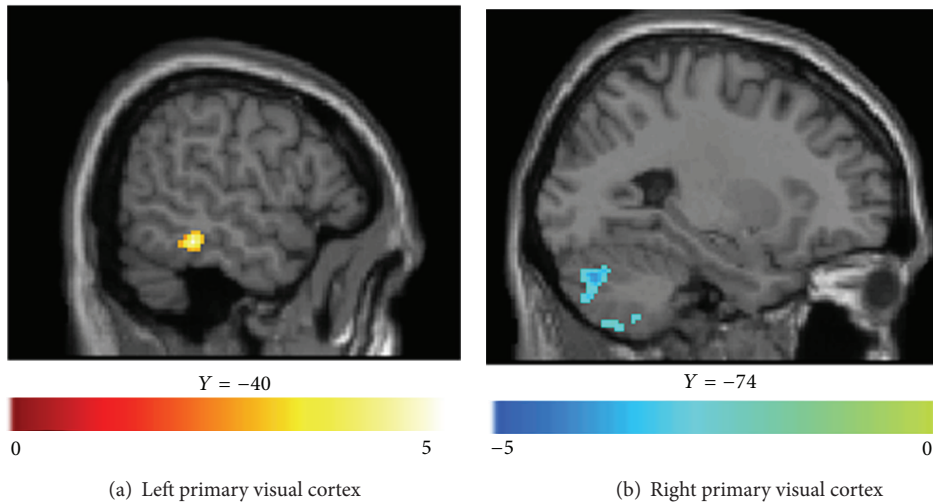 Y = −40
Y = −74
0 5
−5 0
(a) Left primary visual cortex
(b) Right primary visual cortex